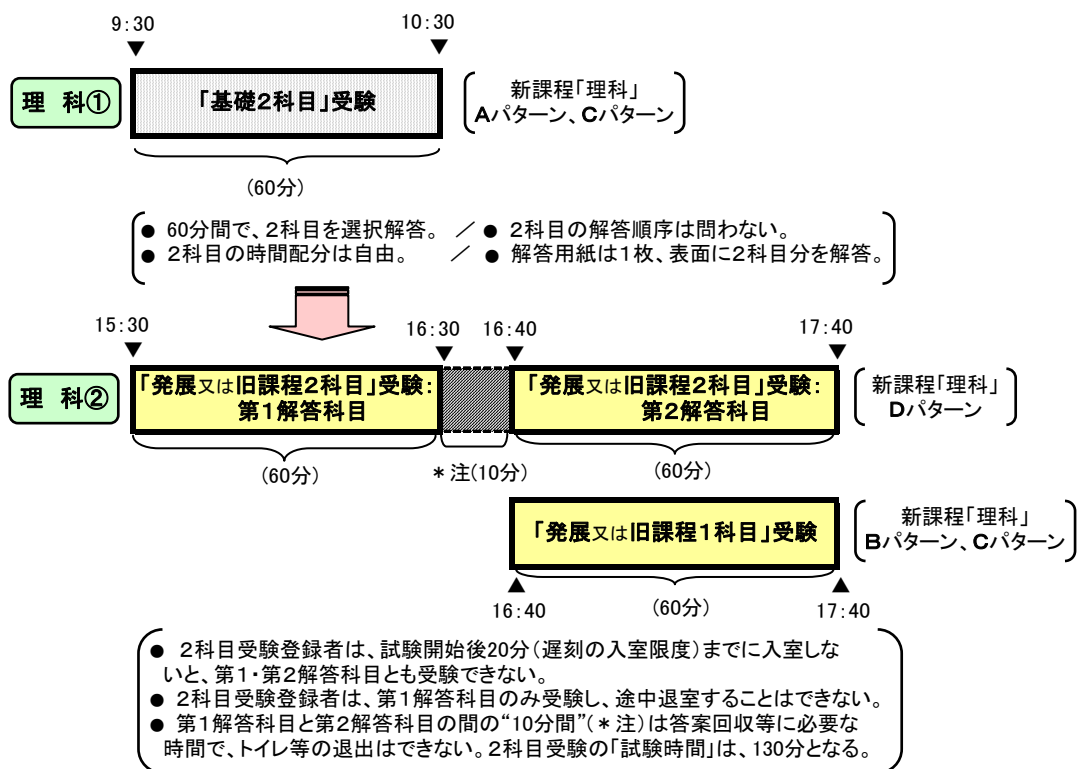 9:30
10:30
▼
▼
理 科①
「基礎2科目」受験
新課程「理科」
Aパターン、Cパターン
(60分)
● 60分間で、2科目を選択解答。 / ● 2科目の解答順序は問わない。
● 2科目の時間配分は自由。 / ● 解答用紙は1枚、表面に2科目分を解答。
15:30
16:30
16:40
17:40
▼
▼
▼
▼
理 科②
「発展又は旧課程2科目」受験:
第1解答科目
「発展又は旧課程2科目」受験:
第2解答科目
新課程「理科」
Dパターン
(60分)
*注(10分)
(60分)
「発展又は旧課程1科目」受験
新課程「理科」
Bパターン、Cパターン
▲
▲
16:40
(60分)
17:40
● 2科目受験登録者は、試験開始後20分(遅刻の入室限度)までに入室しな
いと、第1・第2解答科目とも受験できない。
● 2科目受験登録者は、第1解答科目のみ受験し、途中退室することはできない。
● 第1解答科目と第2解答科目の間の“10分間”(*注)は答案回収等に必要な
時間で、トイレ等の退出はできない。2科目受験の「試験時間」は、130分となる。